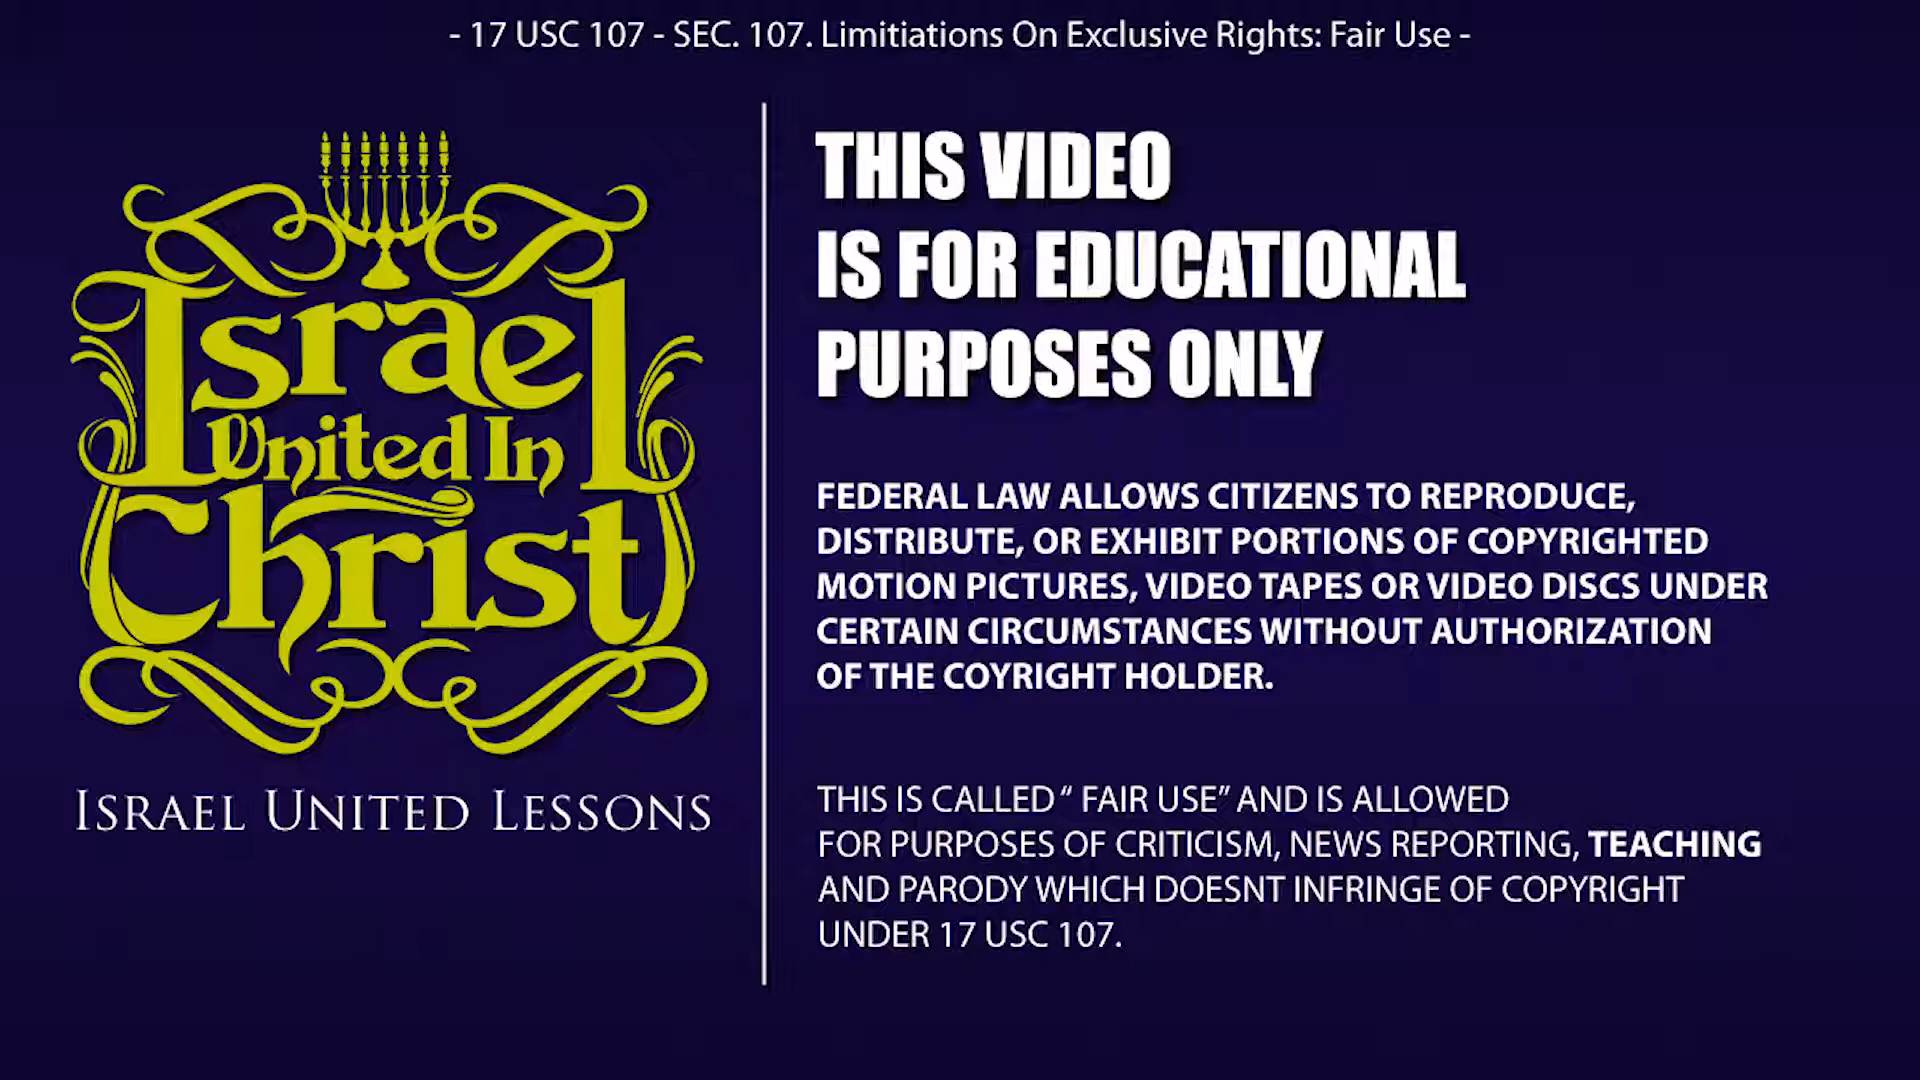 - 17 USC 107 - SEC. 107. Limitiations On Exclusive Rights: Fair Use -
Israel
United In
Christ
ISRAEL UNITED LESSONS
THIS VIDEO
IS FOR EDUCATIONAL
PURPOSES ONLY
FEDERAL LAW ALLOWS CITIZENS TO REPRODUCE,
DISTRIBUTE, OR EXHIBIT PORTIONS OF COPYRIGHTED
MOTION PICTURES, VIDEO TAPES OR VIDEO DISCS UNDER
CERTAIN CIRCUMSTANCES WITHOUT AUTHORIZATION
OF THE COYRIGHT HOLDER.
THIS IS CALLED “ FAIR USE” AND IS ALLOWED
FOR PURPOSES OF CRITICISM, NEWS REPORTING, TEACHING
AND PARODY WHICH DOESNT INFRINGE OF COPYRIGHT
UNDER 17 USC 107.